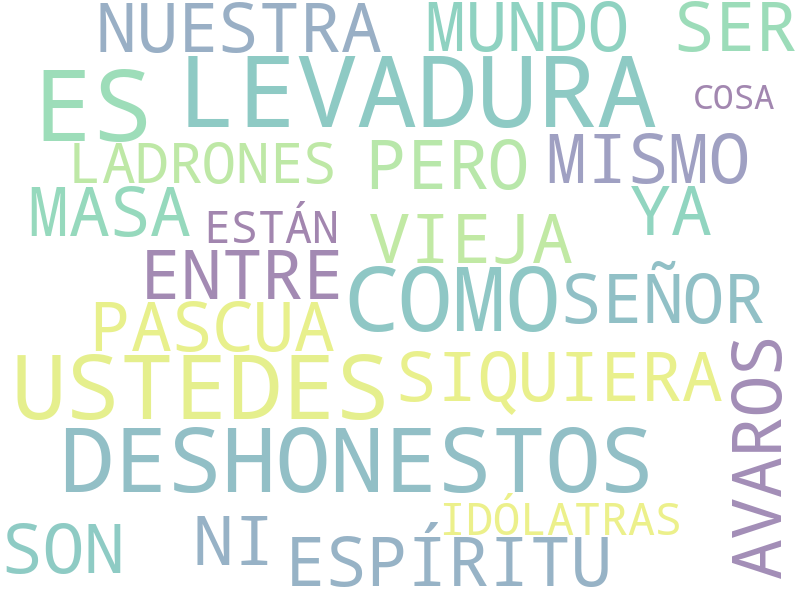 NUESTRA MUNDO SER
ES LEVADURA COSA
LADRONES PERO MISMO
MASA ESTÁN VIEJA YA
ENTRE COMO SEÑOR
PASCUA
USTEDES SIQUIERA AVAROS
DESHONESTOS
IDÓLATRAS
SON NI ESPÍRITU